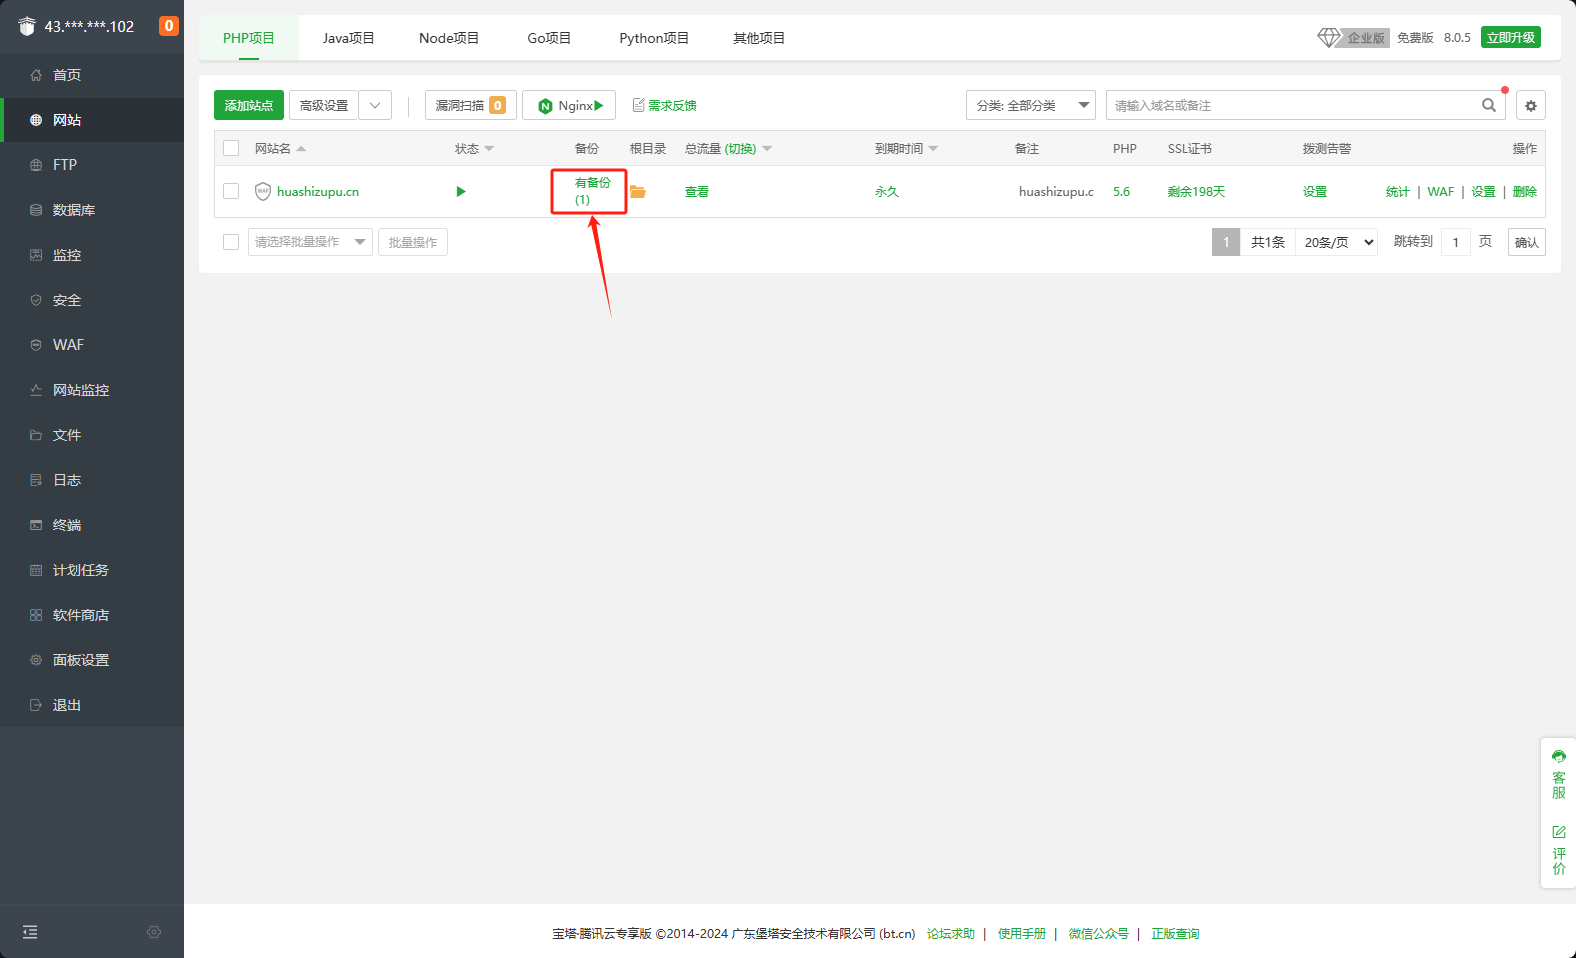 43.***.***.102 0
首页
网站
FTP
数据库
监控
安全
WAF
网站监控
文件
日志
终端
计划任务
软件商店
面板设置
退出
PHP项目 Java项目 Node项目 Go项目 Python项目 其他项目 企业版 免费版 8.0.5 立即升级
添加站点 高级设置 漏洞扫描 0 Nginx 需求反馈 分类: 全部分类 请输入域名或备注
网站名 状态 备份 根目录 总流量 (切换) 到期时间 备注 PHP SSL证书 拨测告警 操作
WAF huashizupu.cn 有备份 (1) 查看 永久 huashizupu.c 5.6 剩余198天 设置 统计 | WAF | 设置 | 删除
请选择批量操作 批量操作 1 共1条 20条/页 跳转到 1 页 确认
客服
评价
宝塔·腾讯云专享版 ©2014-2024 广东堡塔安全技术有限公司 (bt.cn) 论坛求助 | 使用手册 | 微信公众号 | 正版查询